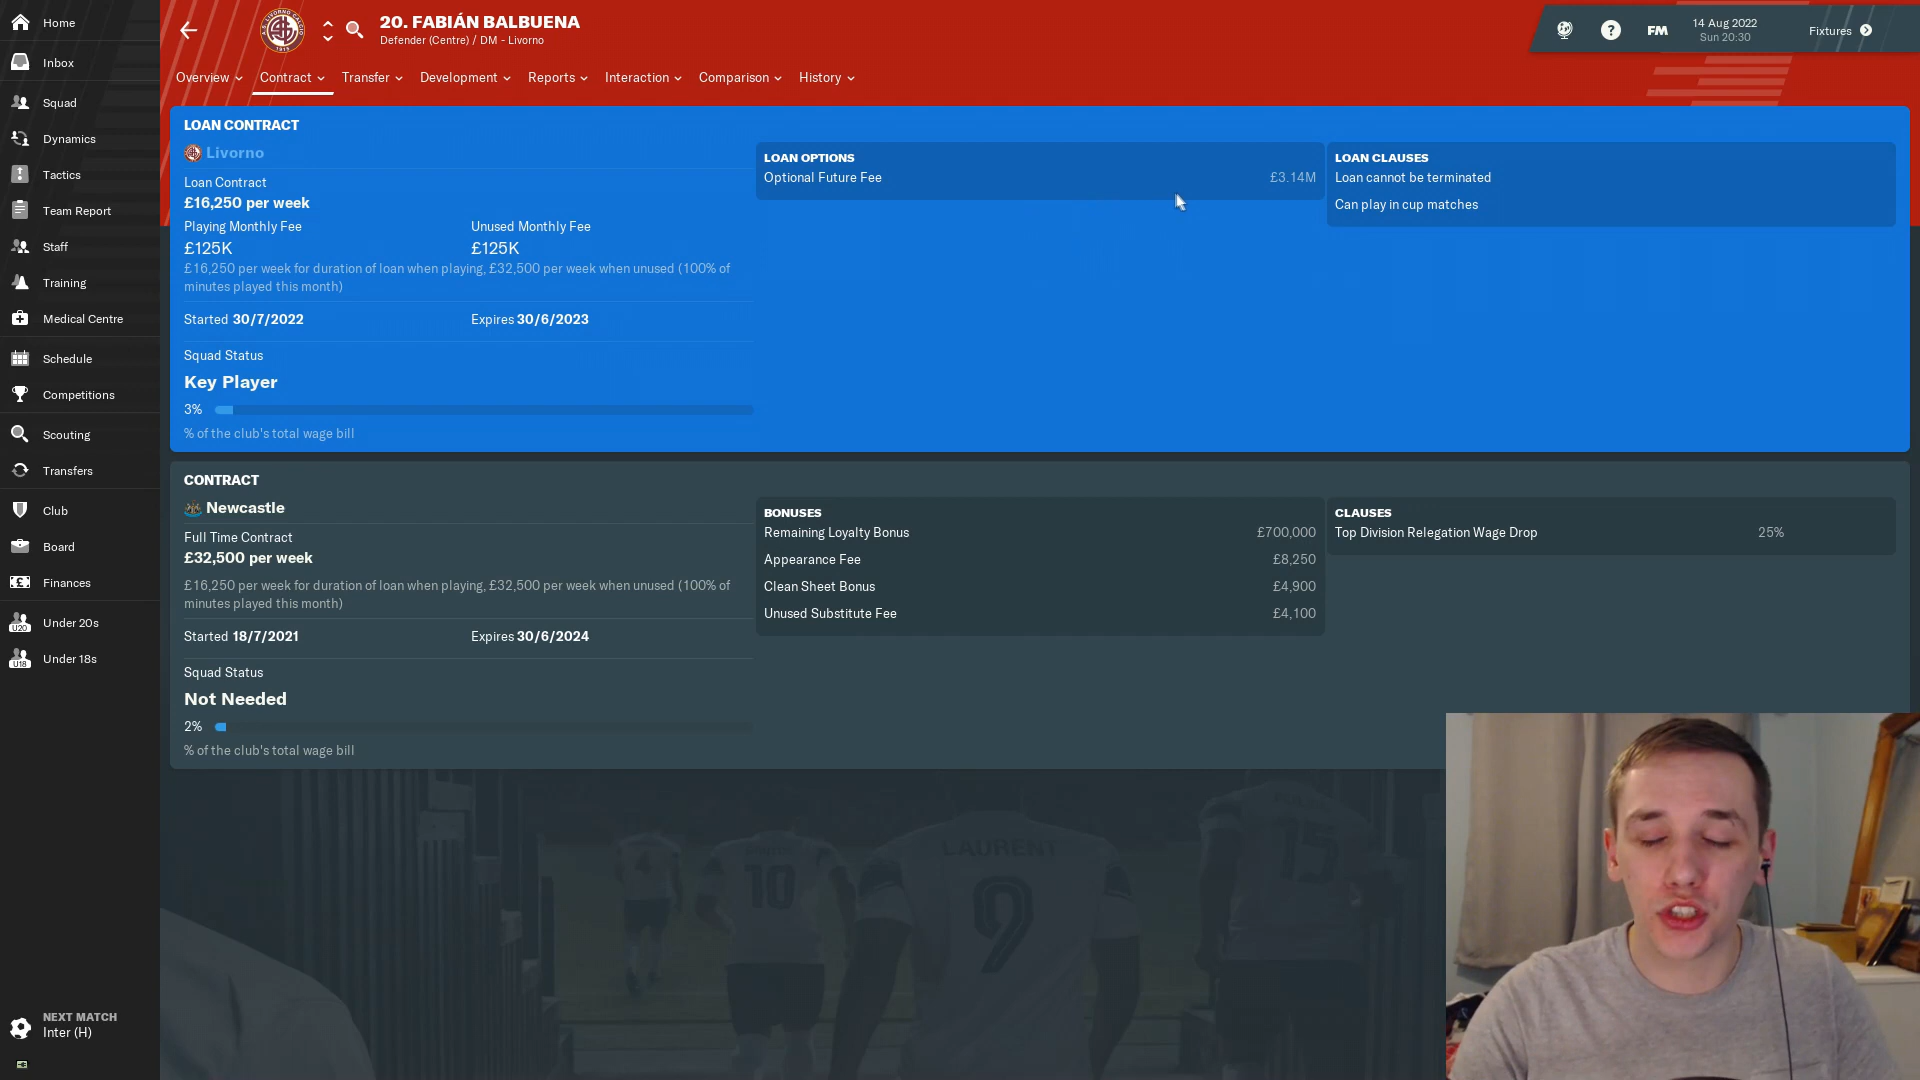 Home
Inbox
Squad
Dynamics
Tactics
Team Report
Staff
Training
Medical Centre
Schedule
Competitions
Scouting
Transfers
Club
Board
Finances
Under 20s
Under 18s
NEXT MATCH
Inter (H)
20. FABIÁN BALBUENA
Defender (Centre) / DM - Livorno
FM
14 Aug 2022
Sun 20:30
Fixtures
Overview
Contract
Transfer
Development
Reports
Interaction
Comparison
History
LOAN CONTRACT
Livorno
Loan Contract
£16,250 per week
Playing Monthly Fee Unused Monthly Fee
£125K £125K
£16,250 per week for duration of loan when playing, £32,500 per week when unused (100% of
minutes played this month)
Started 30/7/2022 Expires 30/6/2023
Squad Status
Key Player
3%
% of the club's total wage bill
LOAN OPTIONS
Optional Future Fee £3.14M
LOAN CLAUSES
Loan cannot be terminated
Can play in cup matches
CONTRACT
Newcastle
Full Time Contract
£32,500 per week
£16,250 per week for duration of loan when playing, £32,500 per week when unused (100% of
minutes played this month)
Started 18/7/2021 Expires 30/6/2024
Squad Status
Not Needed
2%
% of the club's total wage bill
BONUSES
Remaining Loyalty Bonus £700,000
Appearance Fee £8,250
Clean Sheet Bonus £4,900
Unused Substitute Fee £4,100
CLAUSES
Top Division Relegation Wage Drop 25%
LAURENT
9
10
15
U20
U18